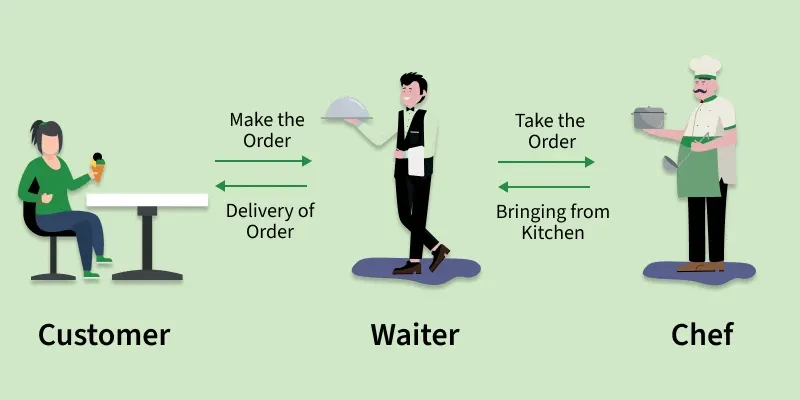 Make the
Order
Delivery of
Order
Take the
Order
Bringing from
Kitchen
Customer
Waiter
Chef